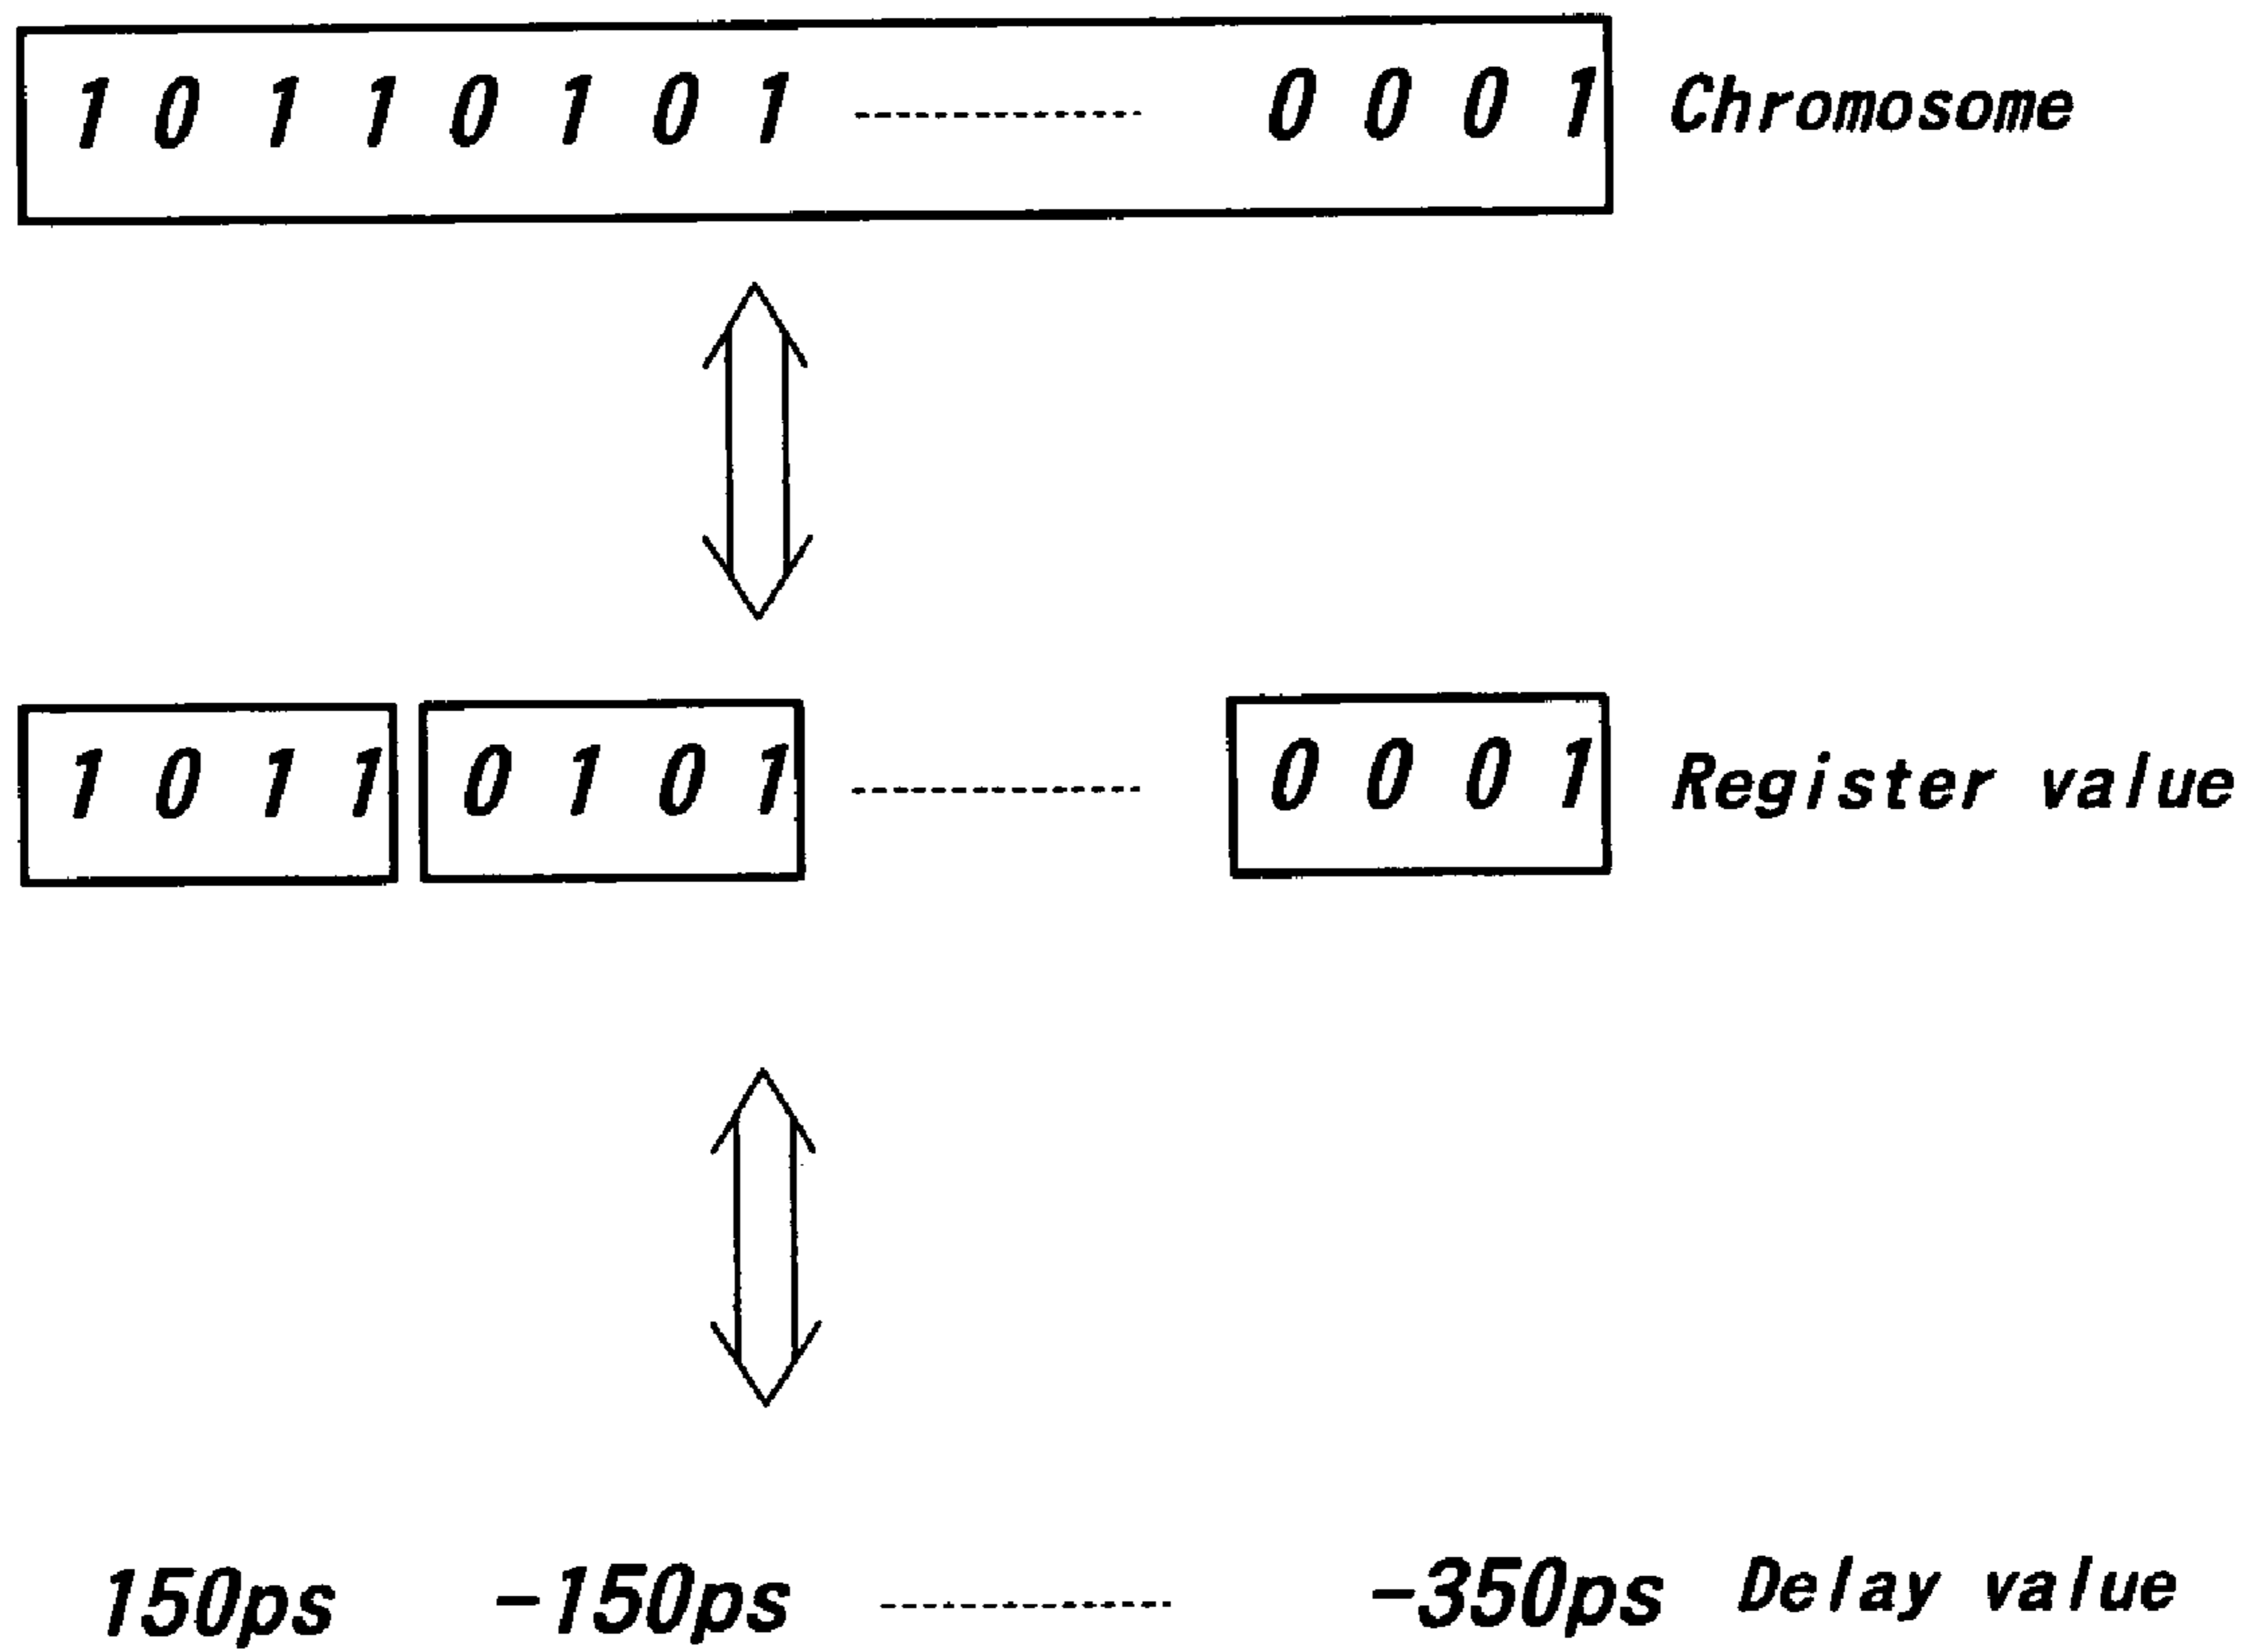 1 0 1 1 0 1 0 1 0 0 0 1 Chromosome
1 0 1 1 0 1 0 1 0 0 0 1 Register value
150ps -150ps -350ps Delay value